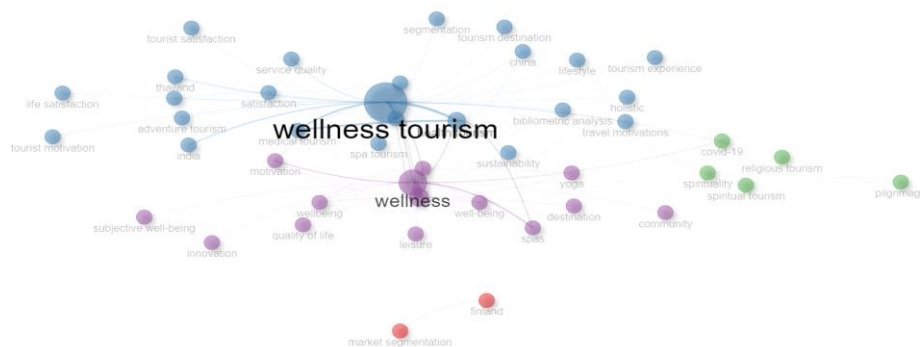 segmentation
tourist satisfaction
tourism destination
service quality
china
lifestyle
tourism experience
thailand
life satisfaction
satisfaction
holistic
bibliometric analysis
adventure tourism
wellness tourism
travel motivations
tourist motivation
medical tourism
india
spa tourism
sustainability
covid-19
religious tourism
motivation
yoga
spirituality
spiritual tourism
pilgrimag
wellness
wellbeing
well-being
destination
community
subjective well-being
quality of life
leisure
spas
innovation
finland
market segmentation